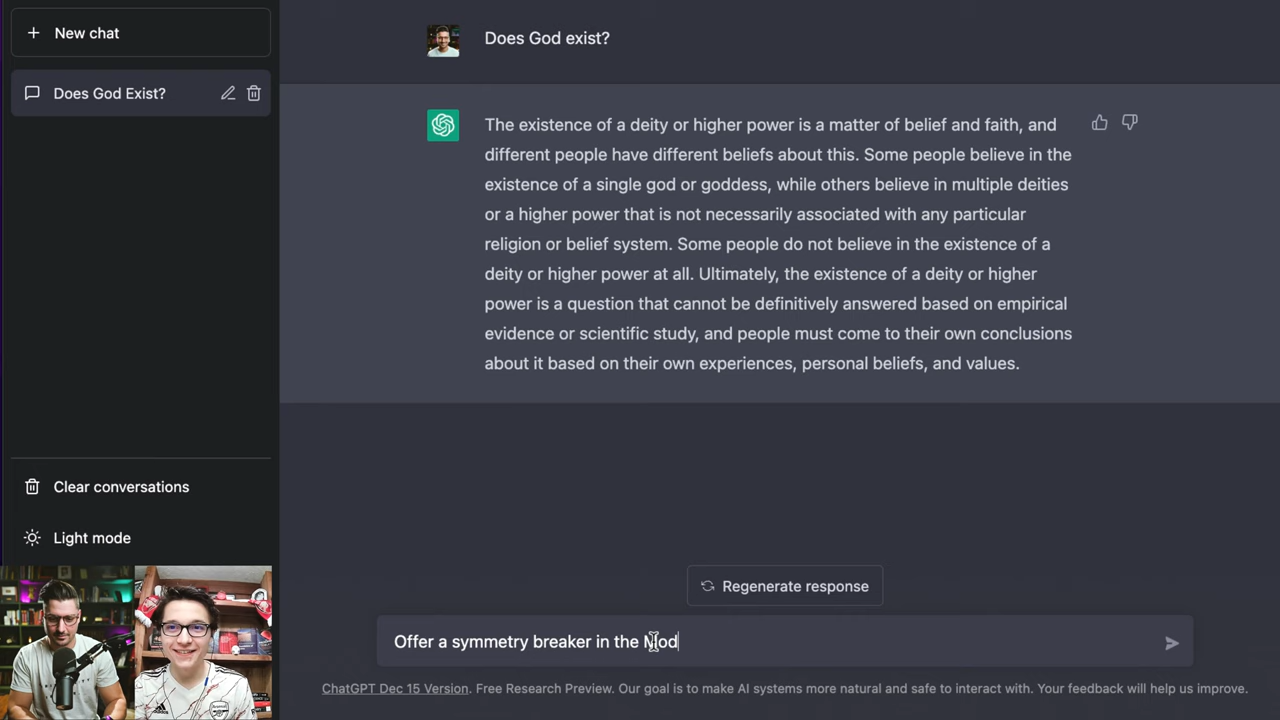 New chat
Does God Exist?
Clear conversations
Light mode
Does God exist?
The existence of a deity or higher power is a matter of belief and faith, and
different people have different beliefs about this. Some people believe in the
existence of a single god or goddess, while others believe in multiple deities
or a higher power that is not necessarily associated with any particular
religion or belief system. Some people do not believe in the existence of a
deity or higher power at all. Ultimately, the existence of a deity or higher
power is a question that cannot be definitively answered based on empirical
evidence or scientific study, and people must come to their own conclusions
about it based on their own experiences, personal beliefs, and values.
Regenerate response
Offer a symmetry breaker in the Mod
ChatGPT Dec 15 Version. Free Research Preview. Our goal is to make AI systems more natural and safe to interact with. Your feedback will help us improve.